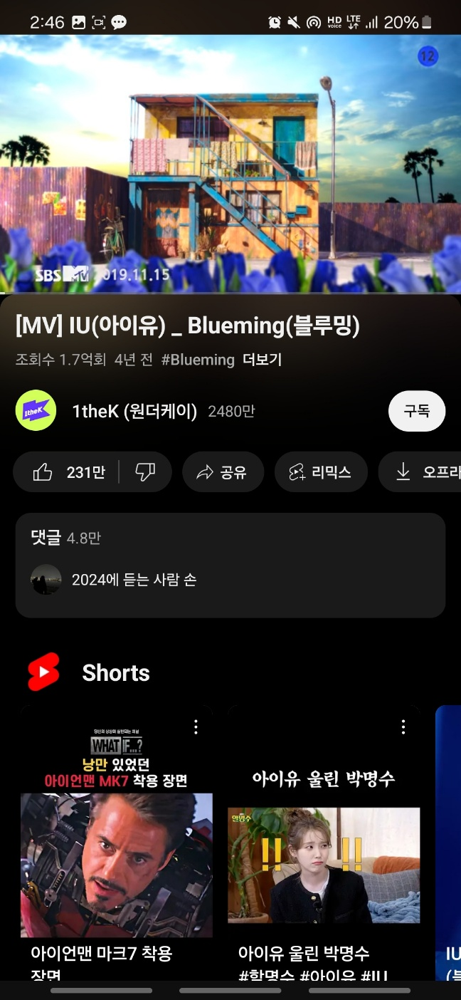 2:46
HD voice LTE 20%
12
SBS MTV 2019.11.15
[MV] IU(아이유) _ Blueming(블루밍)
조회수 1.7억회 4년 전 #Blueming 더보기
1theK
1theK (원더케이) 2480만
구독
231만
공유
리믹스
오프라
댓글 4.8만
2024에 듣는 사람 손
Shorts
당신의 상상이 실현되는 채널
WHAT IF...?
낭만 있었던
아이언맨 MK7 착용 장면
아이유 울린 박명수
할명수
!! !!
아이언맨 마크7 착용
장면
아이유 울린 박명수
#할명수 #아이유 #IU
IU
(블